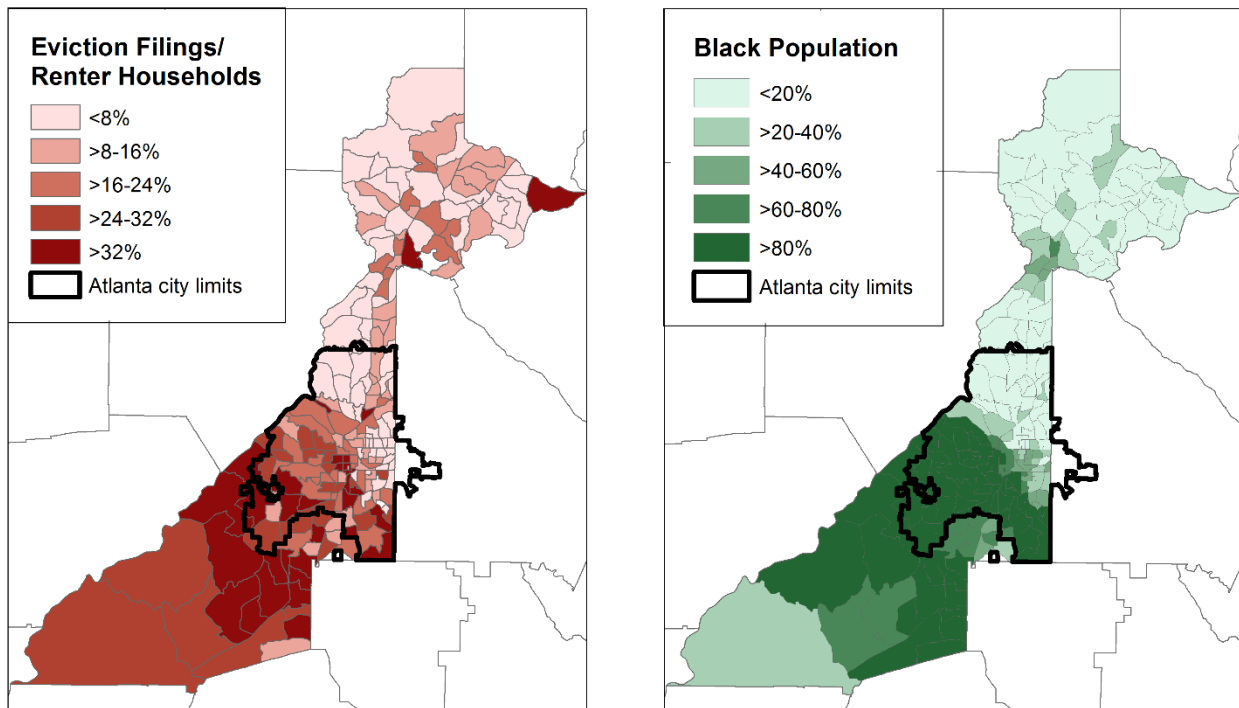 Eviction Filings/
Renter Households
<8%
>8-16%
>16-24%
>24-32%
>32%
Atlanta city limits
Black Population
<20%
>20-40%
>40-60%
>60-80%
>80%
Atlanta city limits